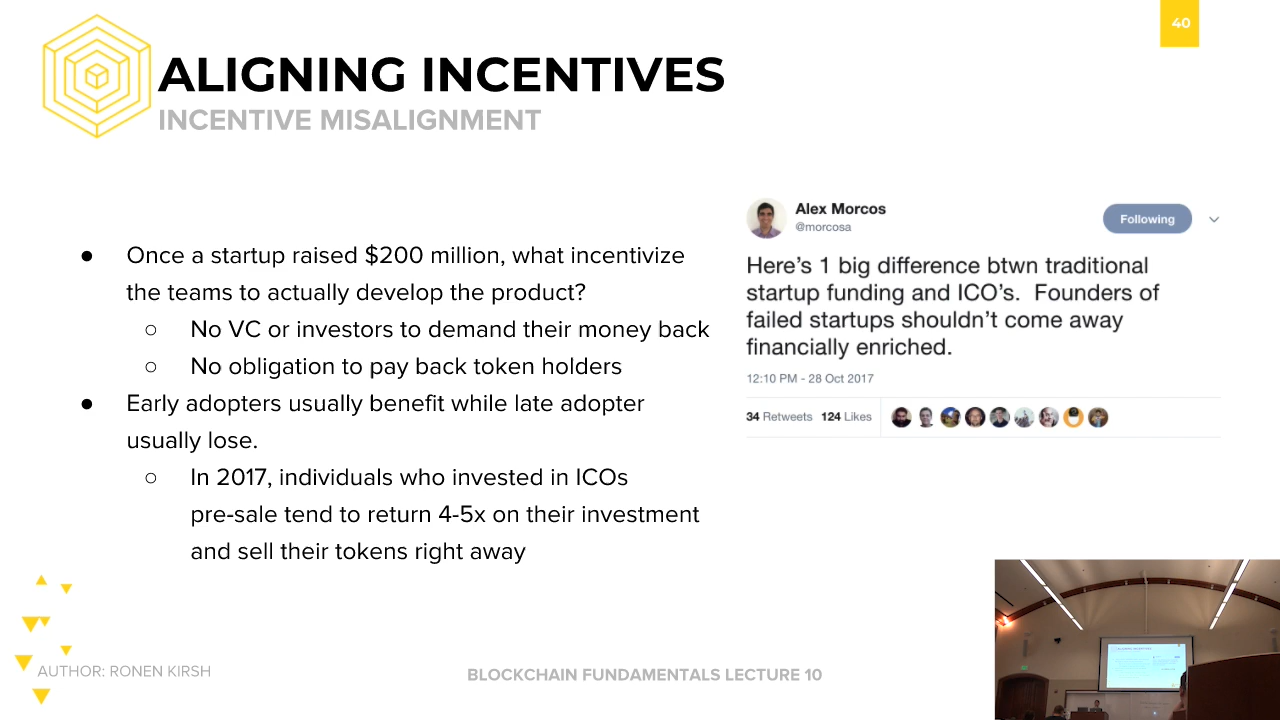 40
ALIGNING INCENTIVES
INCENTIVE MISALIGNMENT
● Once a startup raised $200 million, what incentivize
the teams to actually develop the product?
○ No VC or investors to demand their money back
○ No obligation to pay back token holders
● Early adopters usually benefit while late adopter
usually lose.
○ In 2017, individuals who invested in ICOs
pre-sale tend to return 4-5x on their investment
and sell their tokens right away
Alex Morcos
@morcosa
Following
Here's 1 big difference btwn traditional
startup funding and ICO's. Founders of
failed startups shouldn't come away
financially enriched.
12:10 PM - 28 Oct 2017
34 Retweets 124 Likes
ALIGNING INCENTIVES
AUTHOR: RONEN KIRSH
BLOCKCHAIN FUNDAMENTALS LECTURE 10